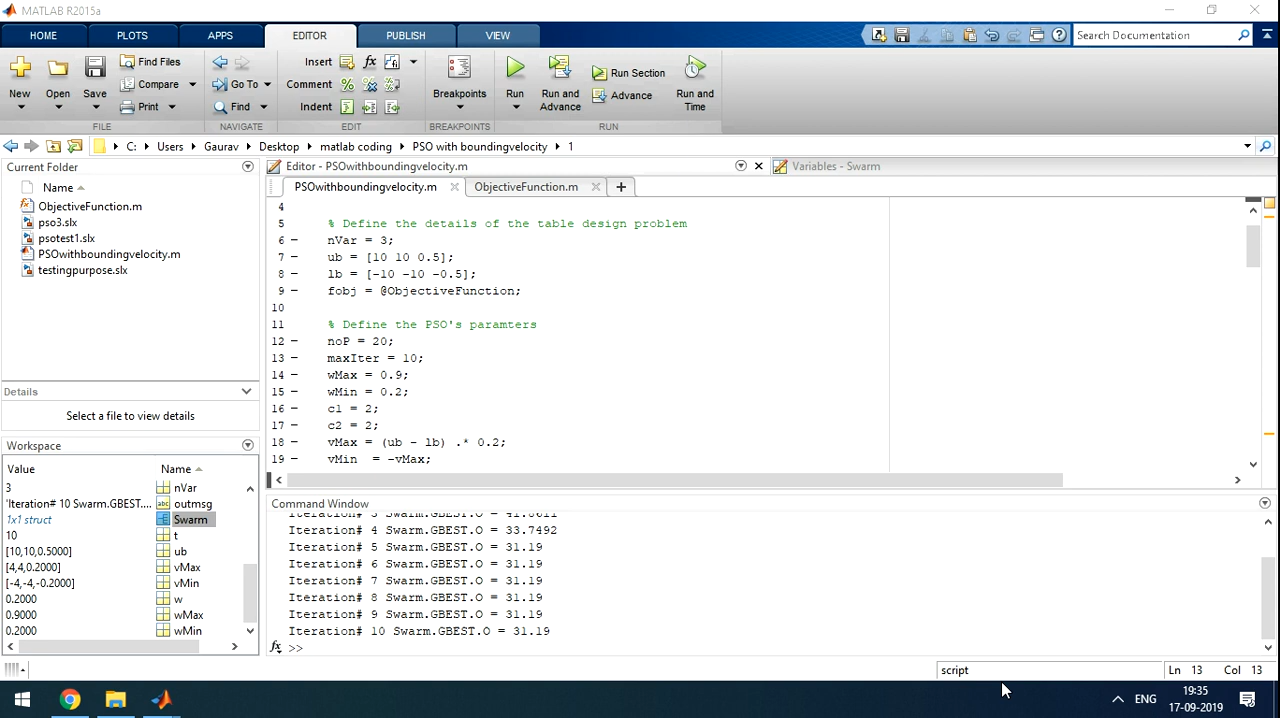 MATLAB R2015a
HOME PLOTS APPS EDITOR PUBLISH VIEW Search Documentation
New Open Save Find Files Compare Print
Go To Find
Insert fx Comment Indent
Breakpoints Run Run and Advance Run Section Advance Run and Time
FILE NAVIGATE EDIT BREAKPOINTS RUN
C: Users Gaurav Desktop matlab coding PSO with boundingvelocity 1
Current Folder
Name
ObjectiveFunction.m
pso3.slx
psotest1.slx
PSOwithboundingvelocity.m
testingpurpose.slx
Details
Select a file to view details
Workspace
Value Name
3 nVar
'Iteration# 10 Swarm.GBEST.... outmsg
1x1 struct Swarm
10 t
[10,10,0.5000] ub
[4,4,0.2000] vMax
[-4,-4,-0.2000] vMin
0.2000 w
0.9000 wMax
0.2000 wMin
Editor - PSOwithboundingvelocity.m
Variables - Swarm
PSOwithboundingvelocity.m ObjectiveFunction.m
4
5 % Define the details of the table design problem
6 – nVar = 3;
7 – ub = [10 10 0.5];
8 – lb = [-10 -10 -0.5];
9 – fobj = @ObjectiveFunction;
10
11 % Define the PSO's paramters
12 – noP = 20;
13 – maxIter = 10;
14 – wMax = 0.9;
15 – wMin = 0.2;
16 – c1 = 2;
17 – c2 = 2;
18 – vMax = (ub - lb) .* 0.2;
19 – vMin  = -vMax;
Command Window
Iteration# 3 Swarm.GBEST.O = 41.8611
Iteration# 4 Swarm.GBEST.O = 33.7492
Iteration# 5 Swarm.GBEST.O = 31.19
Iteration# 6 Swarm.GBEST.O = 31.19
Iteration# 7 Swarm.GBEST.O = 31.19
Iteration# 8 Swarm.GBEST.O = 31.19
Iteration# 9 Swarm.GBEST.O = 31.19
Iteration# 10 Swarm.GBEST.O = 31.19
fx >>
script Ln 13 Col 13
ENG 19:35
17-09-2019